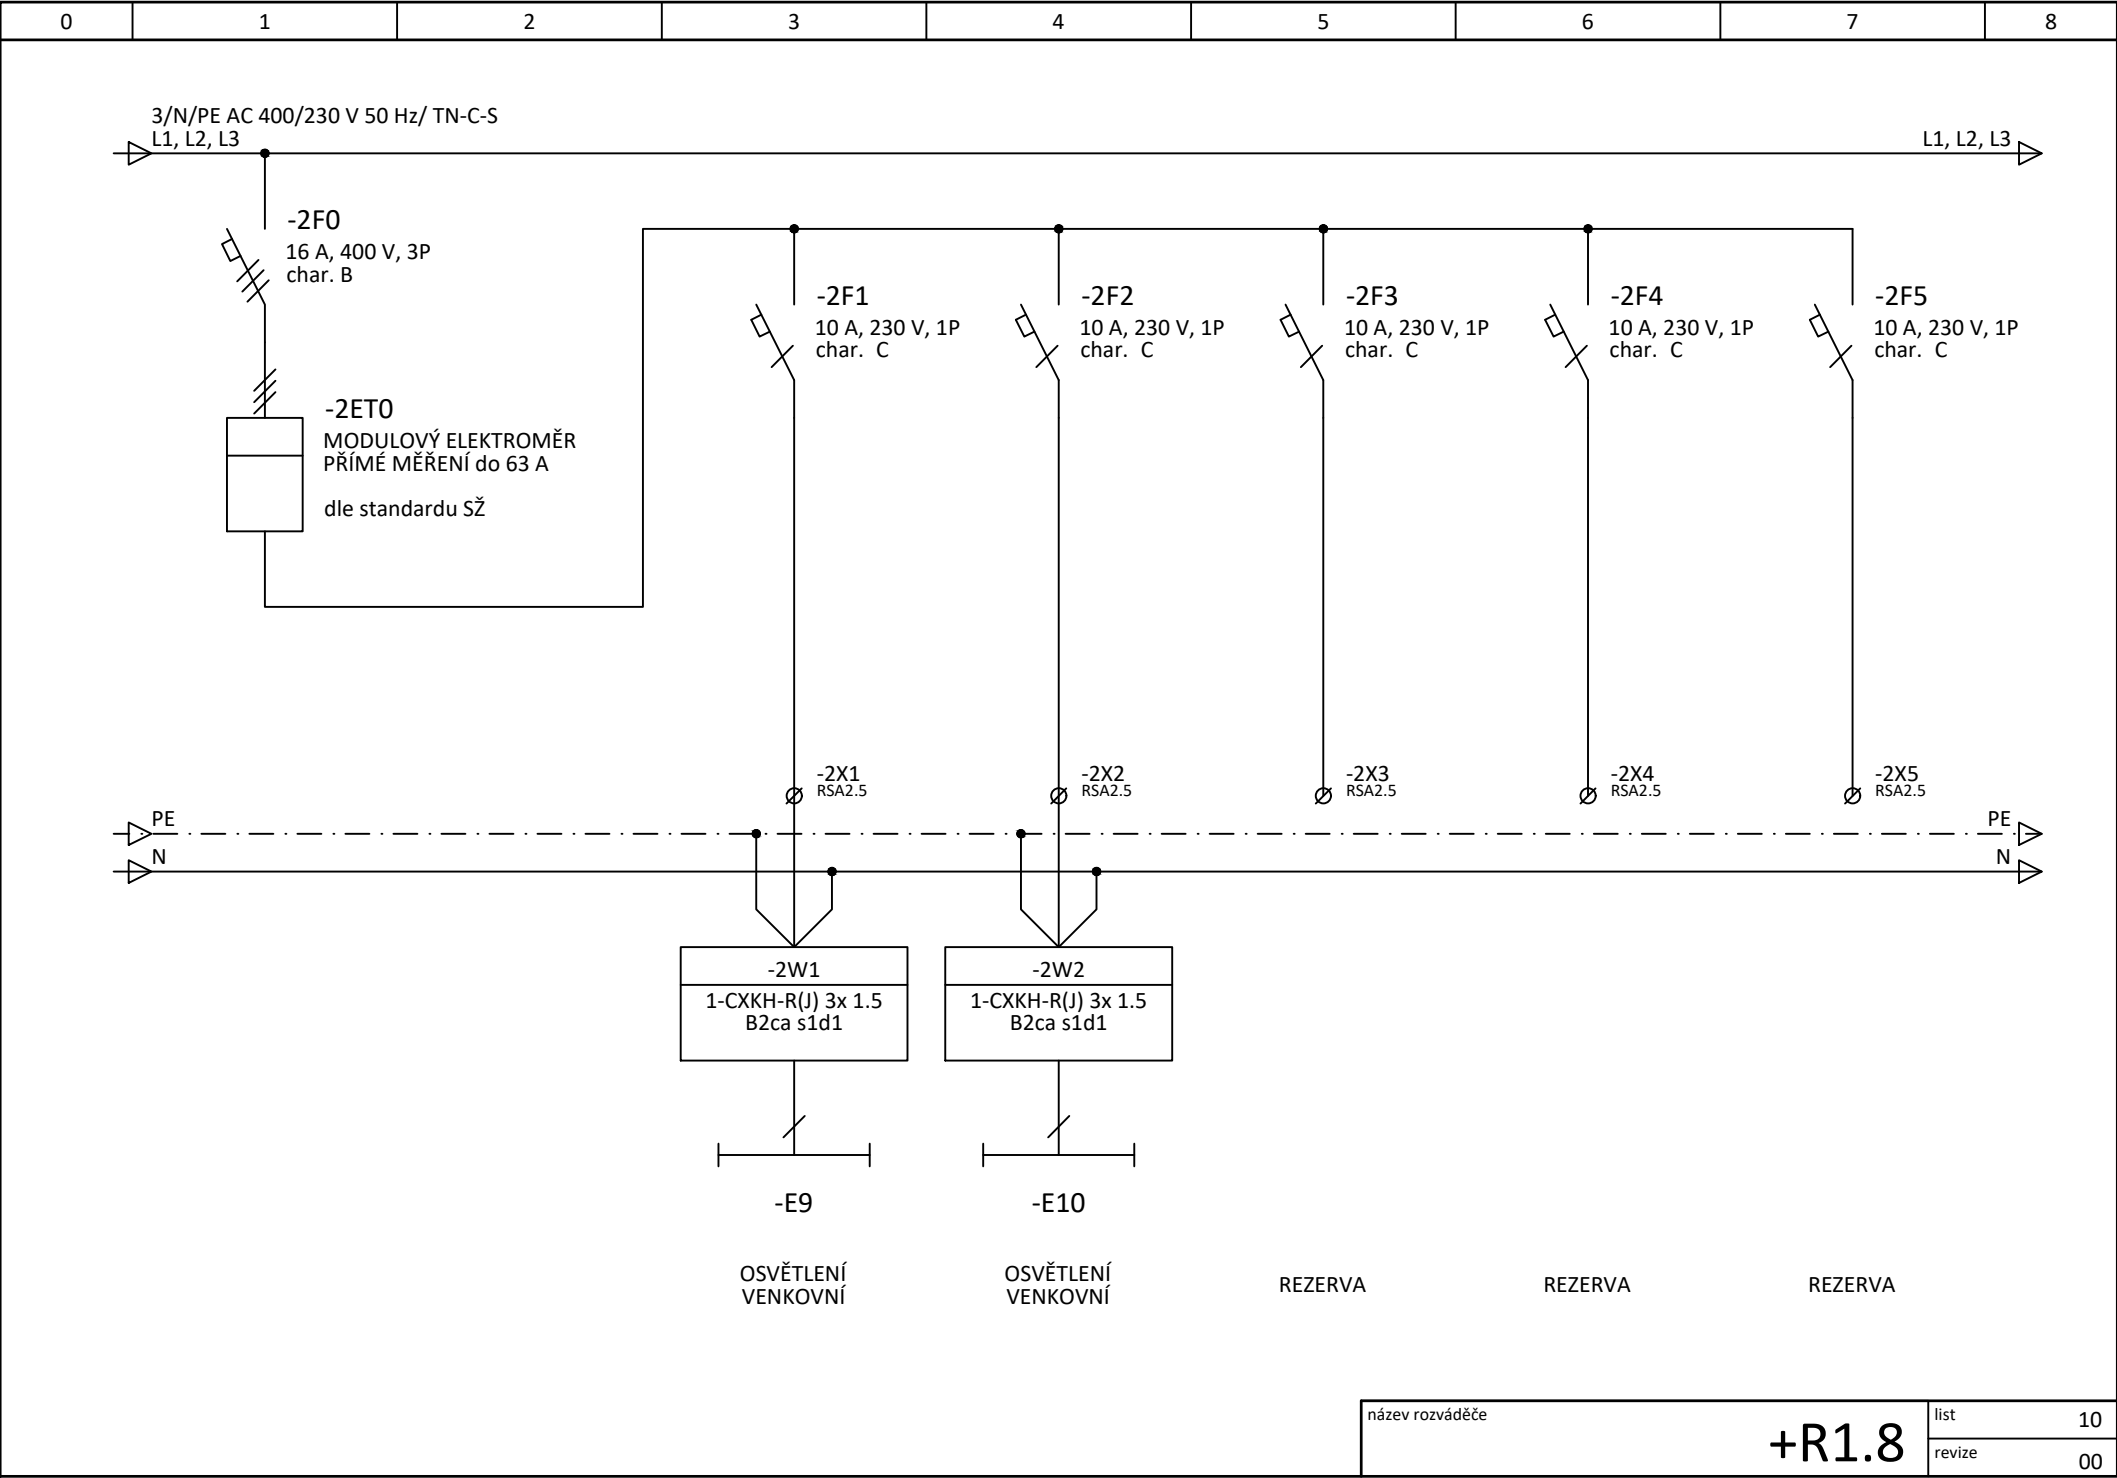 0 1 2 3 4 5 6 7 8
3/N/PE AC 400/230 V 50 Hz/ TN-C-S
L1, L2, L3
L1, L2, L3
-2F0
16 A, 400 V, 3P
char. B
-2F1
10 A, 230 V, 1P
char. C
-2F2
10 A, 230 V, 1P
char. C
-2F3
10 A, 230 V, 1P
char. C
-2F4
10 A, 230 V, 1P
char. C
-2F5
10 A, 230 V, 1P
char. C
-2ET0
MODULOVÝ ELEKTROMĚR
PŘÍMÉ MĚŘENÍ do 63 A
dle standardu SŽ
-2X1
RSA2.5
-2X2
RSA2.5
-2X3
RSA2.5
-2X4
RSA2.5
-2X5
RSA2.5
PE
PE
N
N
-2W1
1-CXKH-R(J) 3x 1.5
B2ca s1d1
-2W2
1-CXKH-R(J) 3x 1.5
B2ca s1d1
-E9
-E10
OSVĚTLENÍ
VENKOVNÍ
OSVĚTLENÍ
VENKOVNÍ
REZERVA
REZERVA
REZERVA
název rozváděče
+R1.8
list 10
revize 00